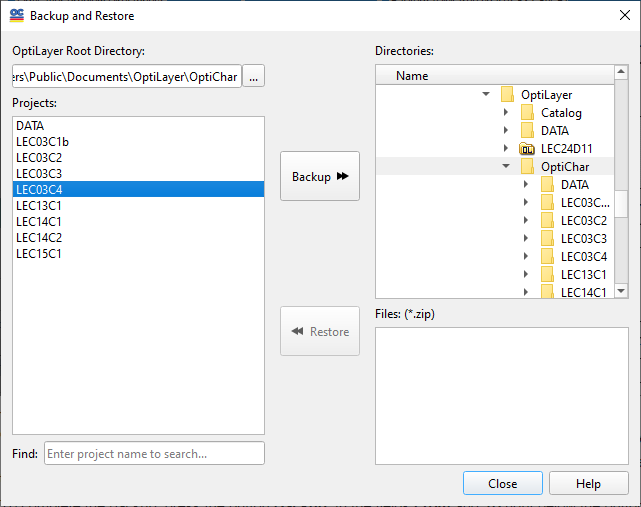 Backup and Restore
OptiLayer Root Directory:
ers\Public\Documents\OptiLayer\OptiChar
...
Projects:
DATA
LEC03C1b
LEC03C2
LEC03C3
LEC03C4
LEC13C1
LEC14C1
LEC14C2
LEC15C1
Find:
Enter project name to search...
Backup
Restore
Directories:
Name
OptiLayer
Catalog
DATA
LEC24D11
OptiChar
DATA
LEC03C...
LEC03C2
LEC03C3
LEC03C4
LEC13C1
LEC14C1
Files: (*.zip)
Close
Help